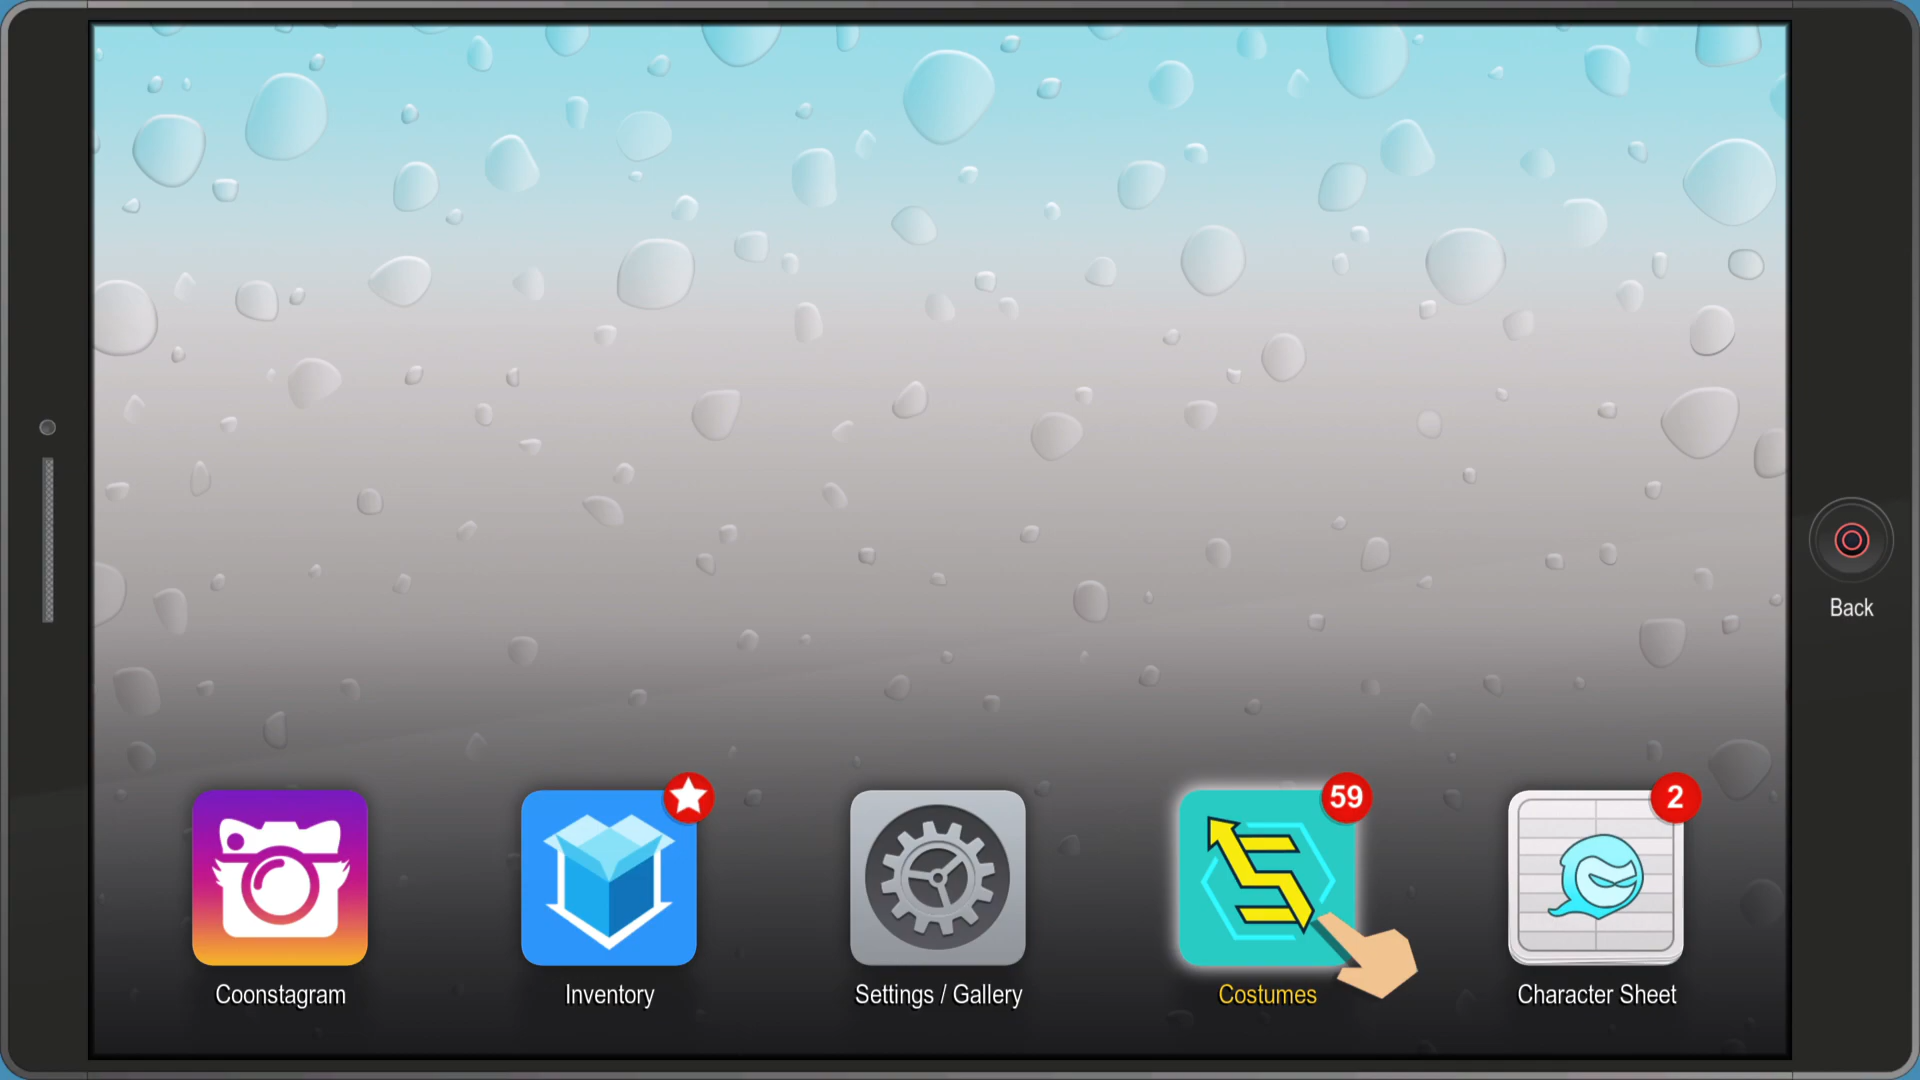 Back
59
2
Coonstagram
Inventory
Settings / Gallery
Costumes
Character Sheet